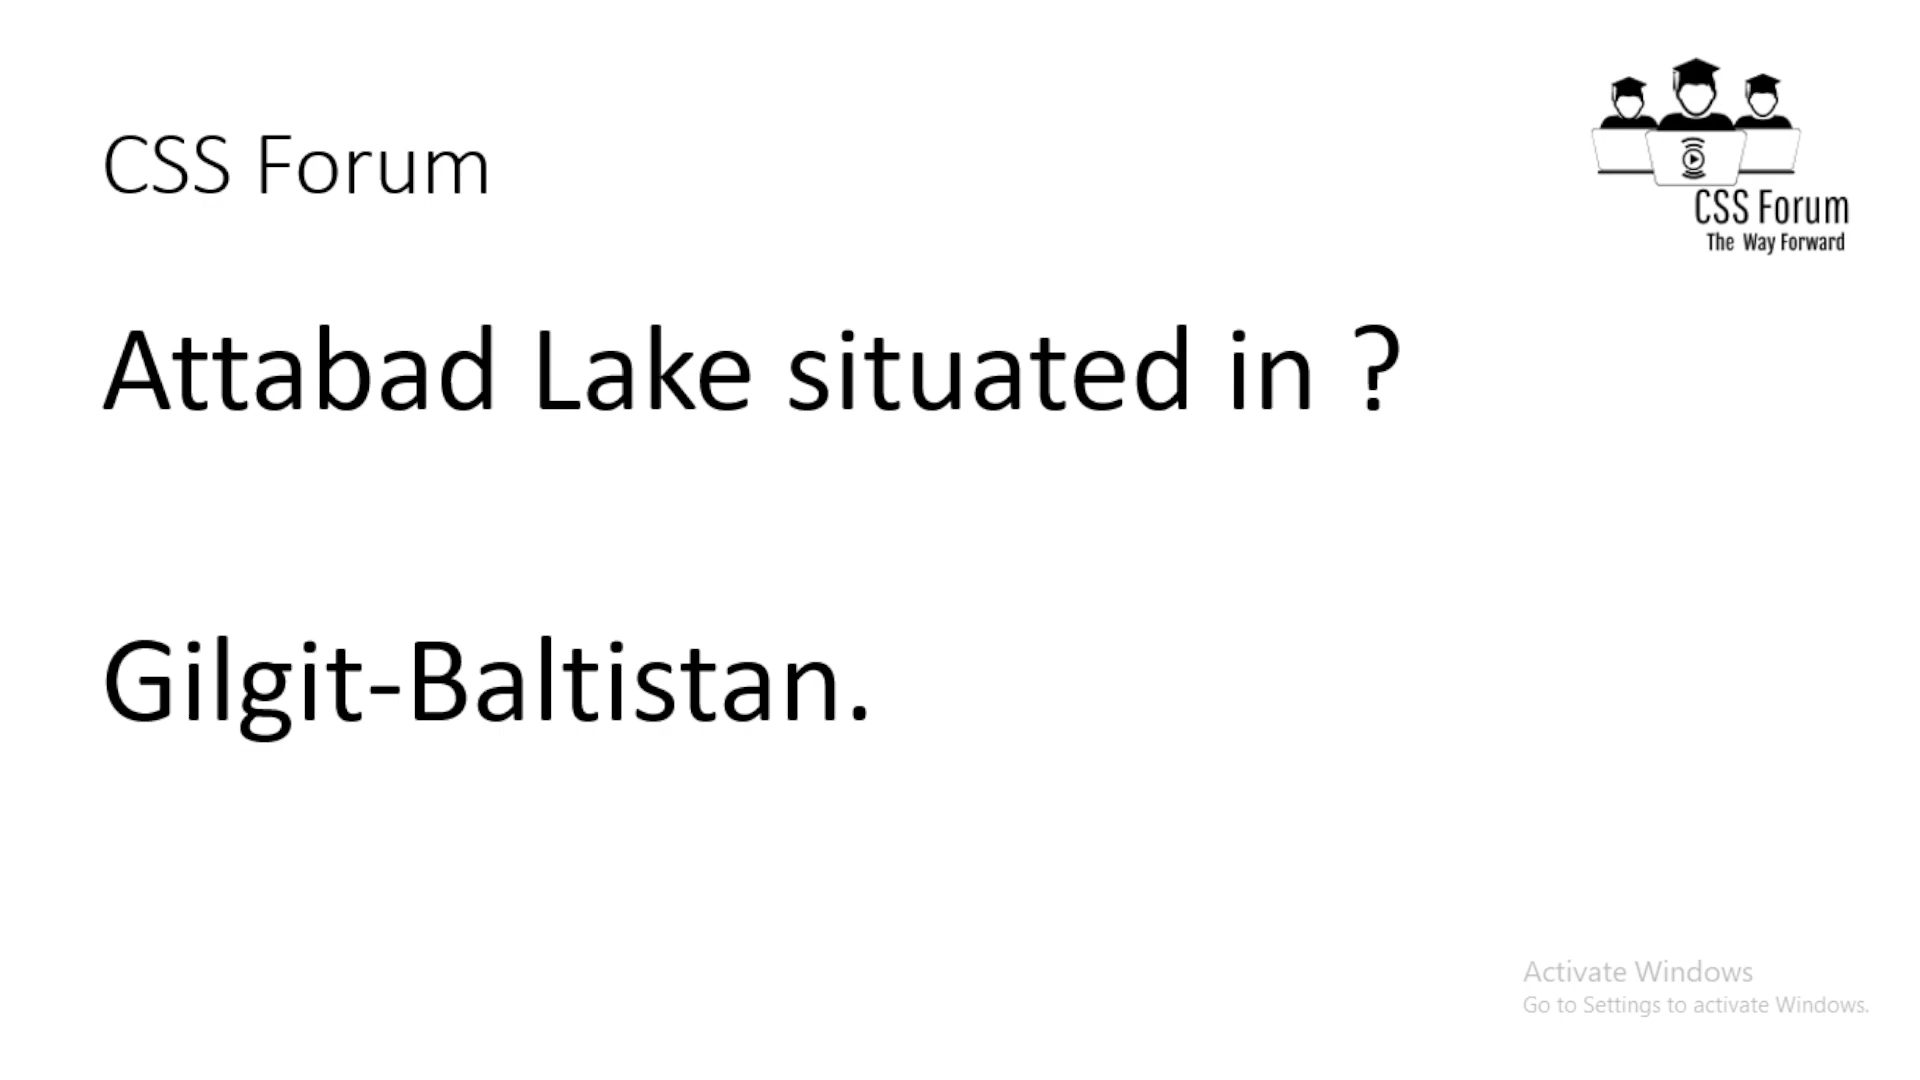 CSS Forum
CSS Forum
The Way Forward
Attabad Lake situated in ?
Gilgit-Baltistan.
Activate Windows
Go to Settings to activate Windows.